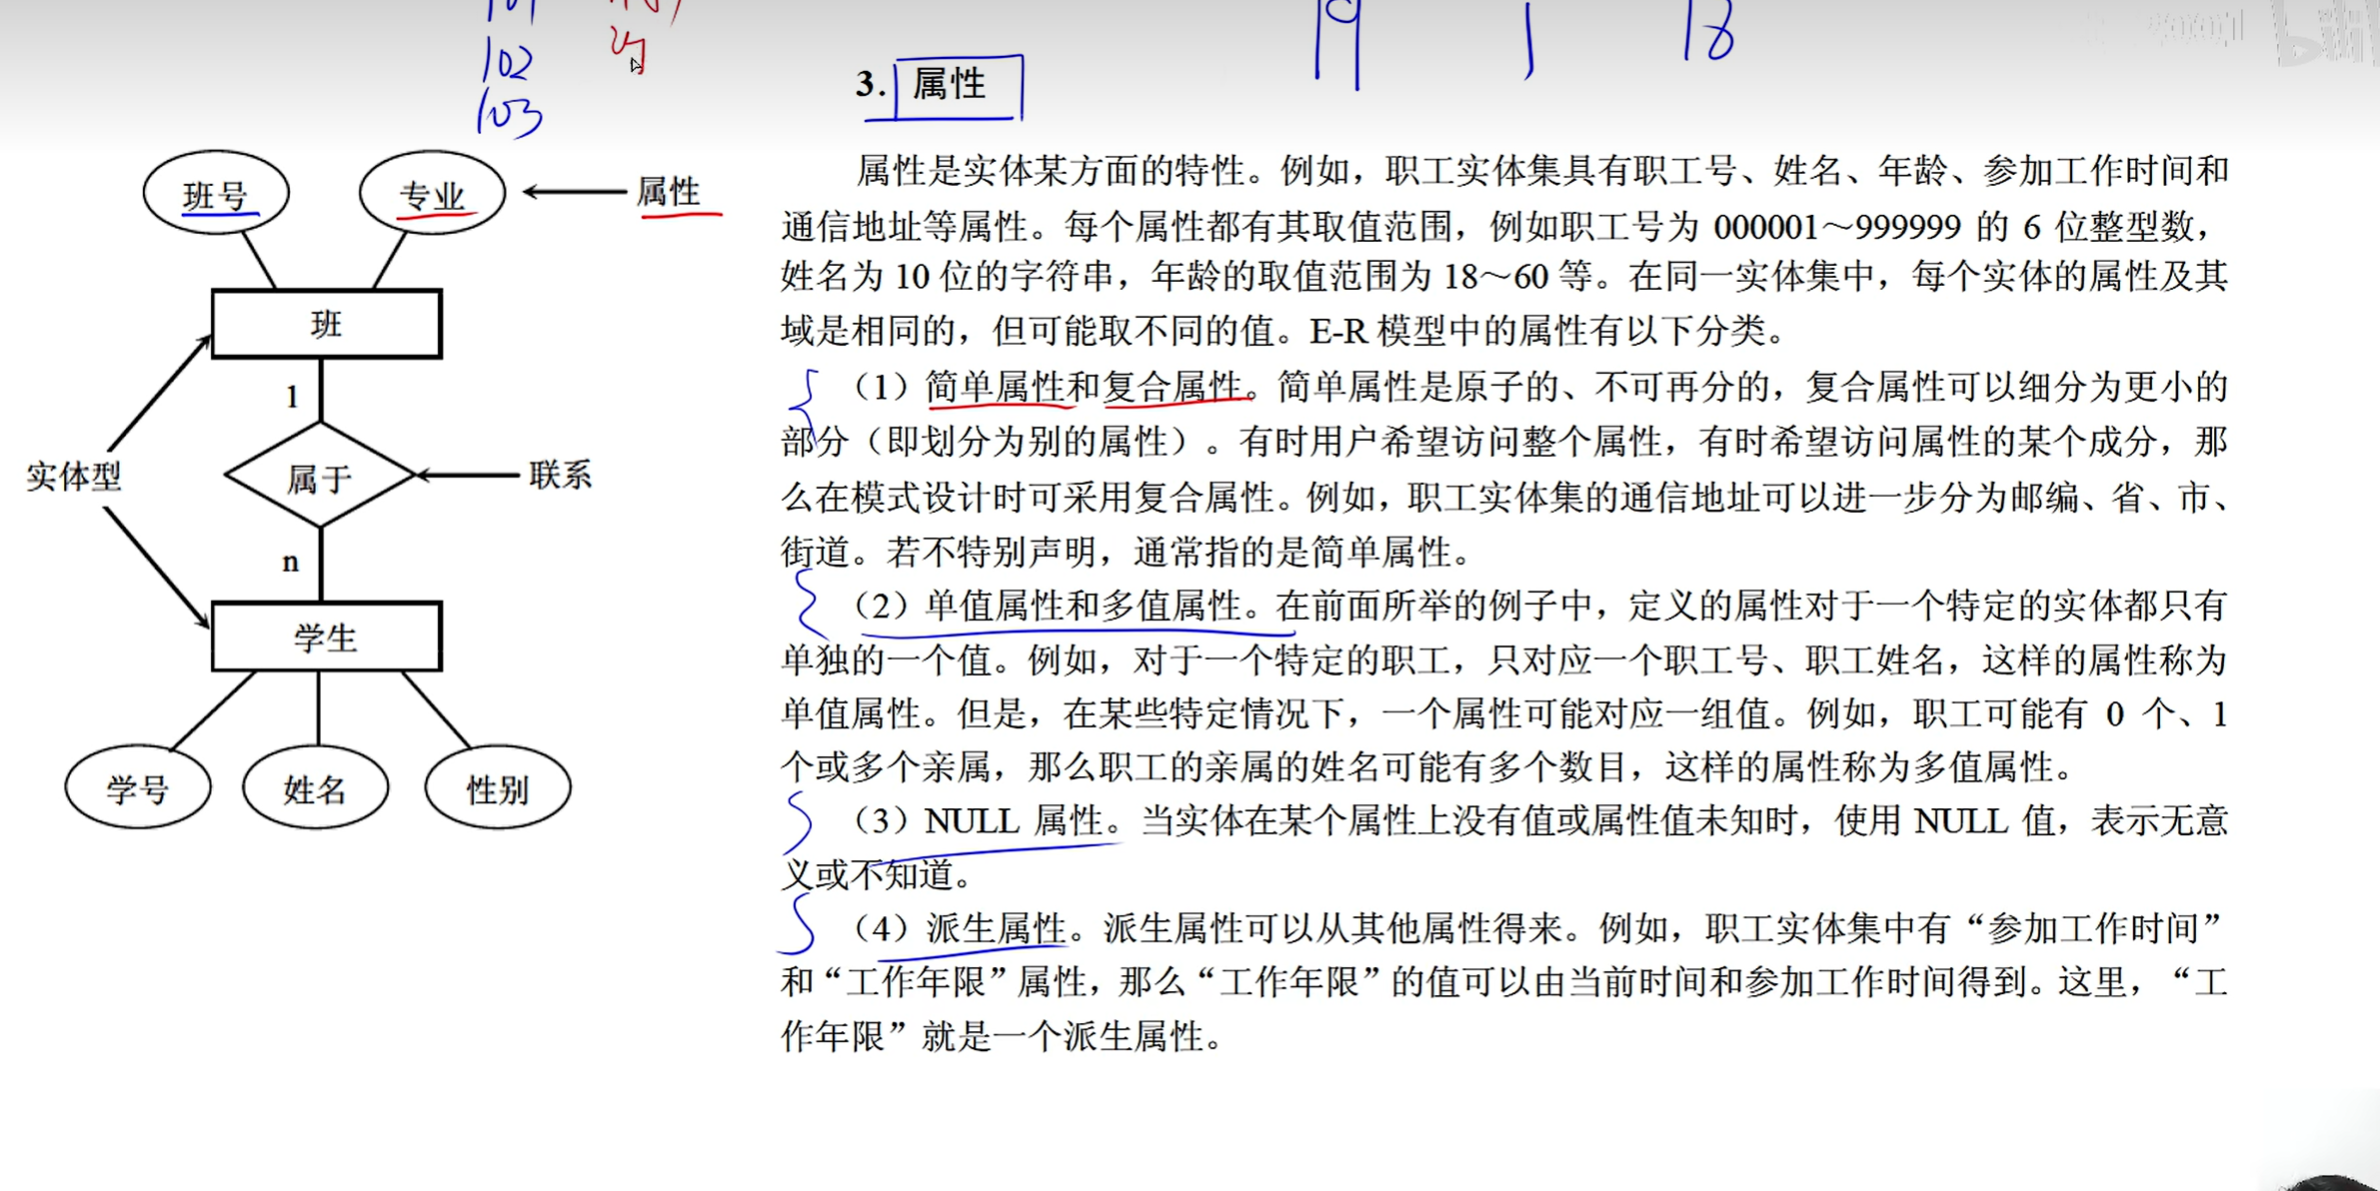 102
103
19
1
18
3. 属性
班号
专业
属性
班
1
实体型
属于
联系
n
学生
学号
姓名
性别
属性是实体某方面的特性。例如，职工实体集具有职工号、姓名、年龄、参加工作时间和
通信地址等属性。每个属性都有其取值范围，例如职工号为 000001～999999 的 6 位整型数，
姓名为 10 位的字符串，年龄的取值范围为 18～60 等。在同一实体集中，每个实体的属性及其
域是相同的，但可能取不同的值。E-R 模型中的属性有以下分类。
（1）简单属性和复合属性。简单属性是原子的、不可再分的，复合属性可以细分为更小的
部分（即划分为别的属性）。有时用户希望访问整个属性，有时希望访问属性的某个成分，那
么在模式设计时可采用复合属性。例如，职工实体集的通信地址可以进一步分为邮编、省、市、
街道。若不特别声明，通常指的是简单属性。
（2）单值属性和多值属性。在前面所举的例子中，定义的属性对于一个特定的实体都只有
单独的一个值。例如，对于一个特定的职工，只对应一个职工号、职工姓名，这样的属性称为
单值属性。但是，在某些特定情况下，一个属性可能对应一组值。例如，职工可能有 0 个、1
个或多个亲属，那么职工的亲属的姓名可能有多个数目，这样的属性称为多值属性。
（3）NULL 属性。当实体在某个属性上没有值或属性值未知时，使用 NULL 值，表示无意
义或不知道。
（4）派生属性。派生属性可以从其他属性得来。例如，职工实体集中有“参加工作时间”
和“工作年限”属性，那么“工作年限”的值可以由当前时间和参加工作时间得到。这里，“工
作年限”就是一个派生属性。